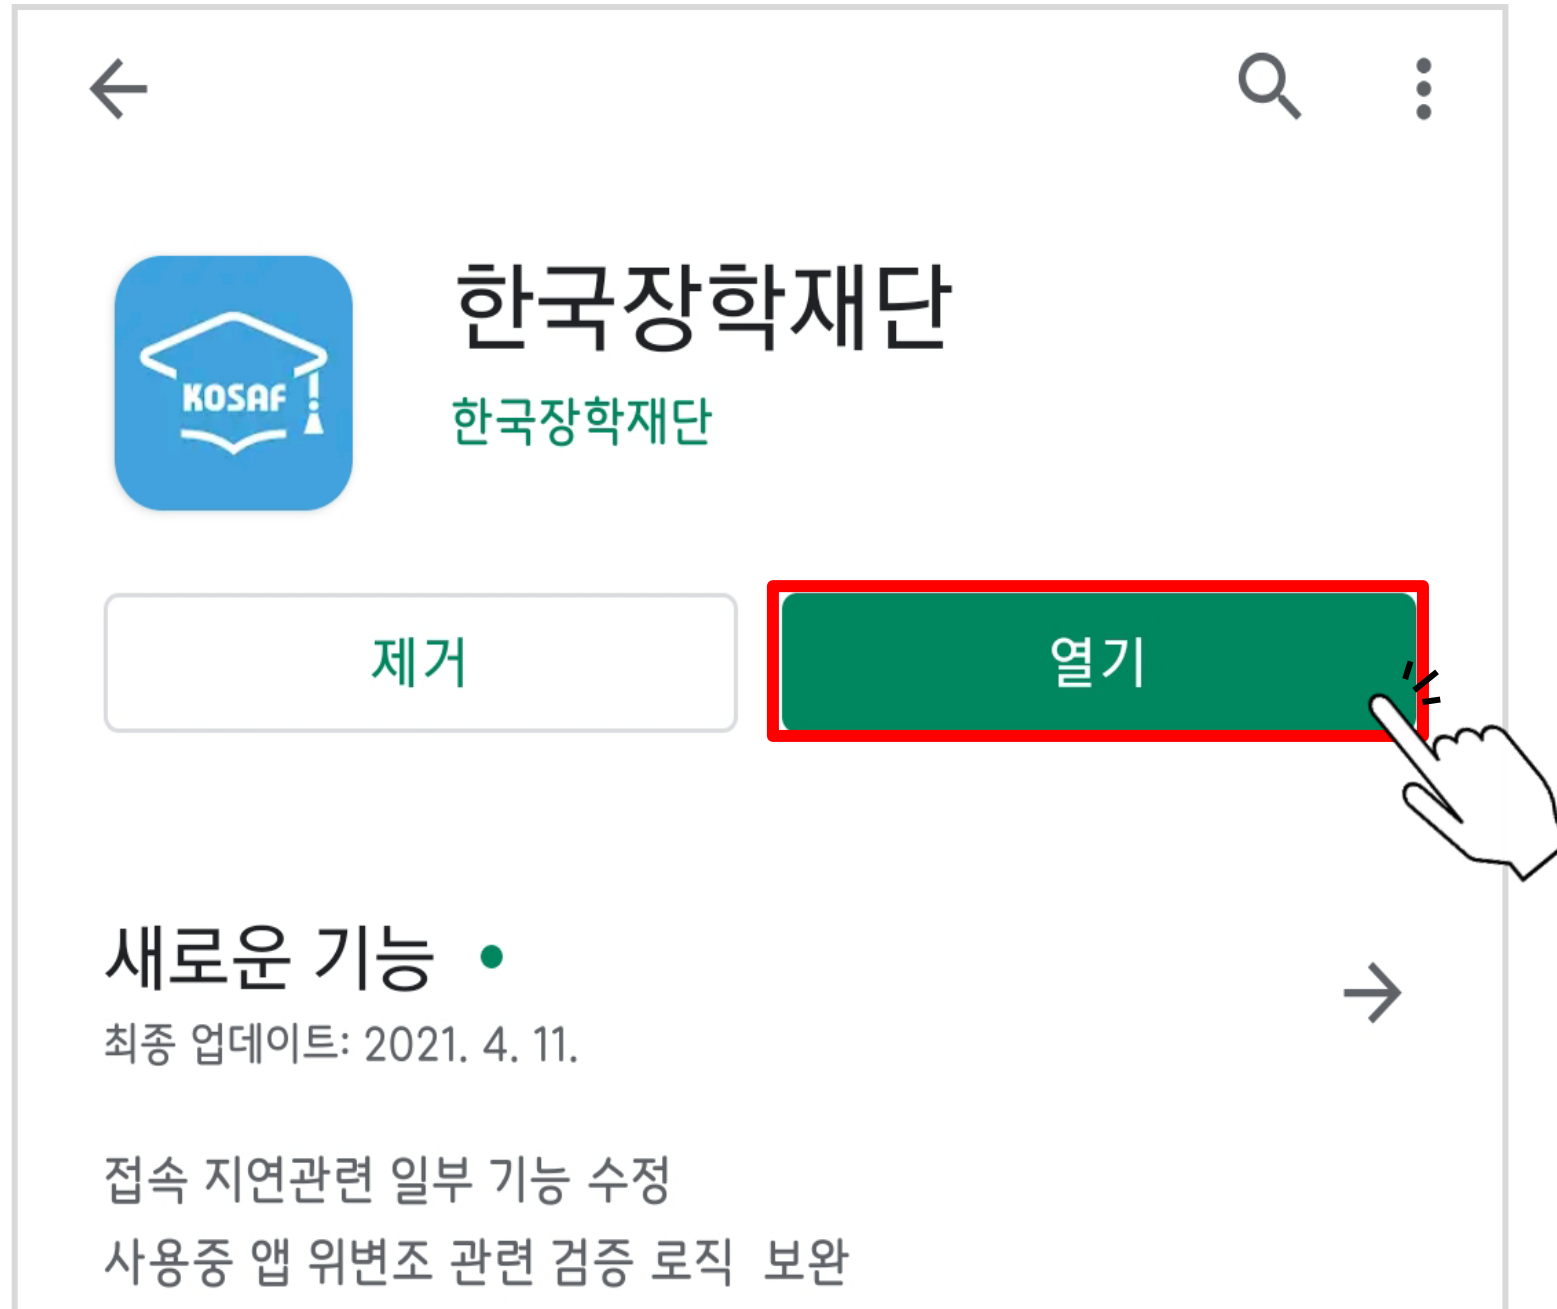 한국장학재단
KOSAF
한국장학재단
제거
열기
새로운 기능
최종 업데이트: 2021. 4. 11.
접속 지연관련 일부 기능 수정
사용중 앱 위변조 관련 검증 로직 보완